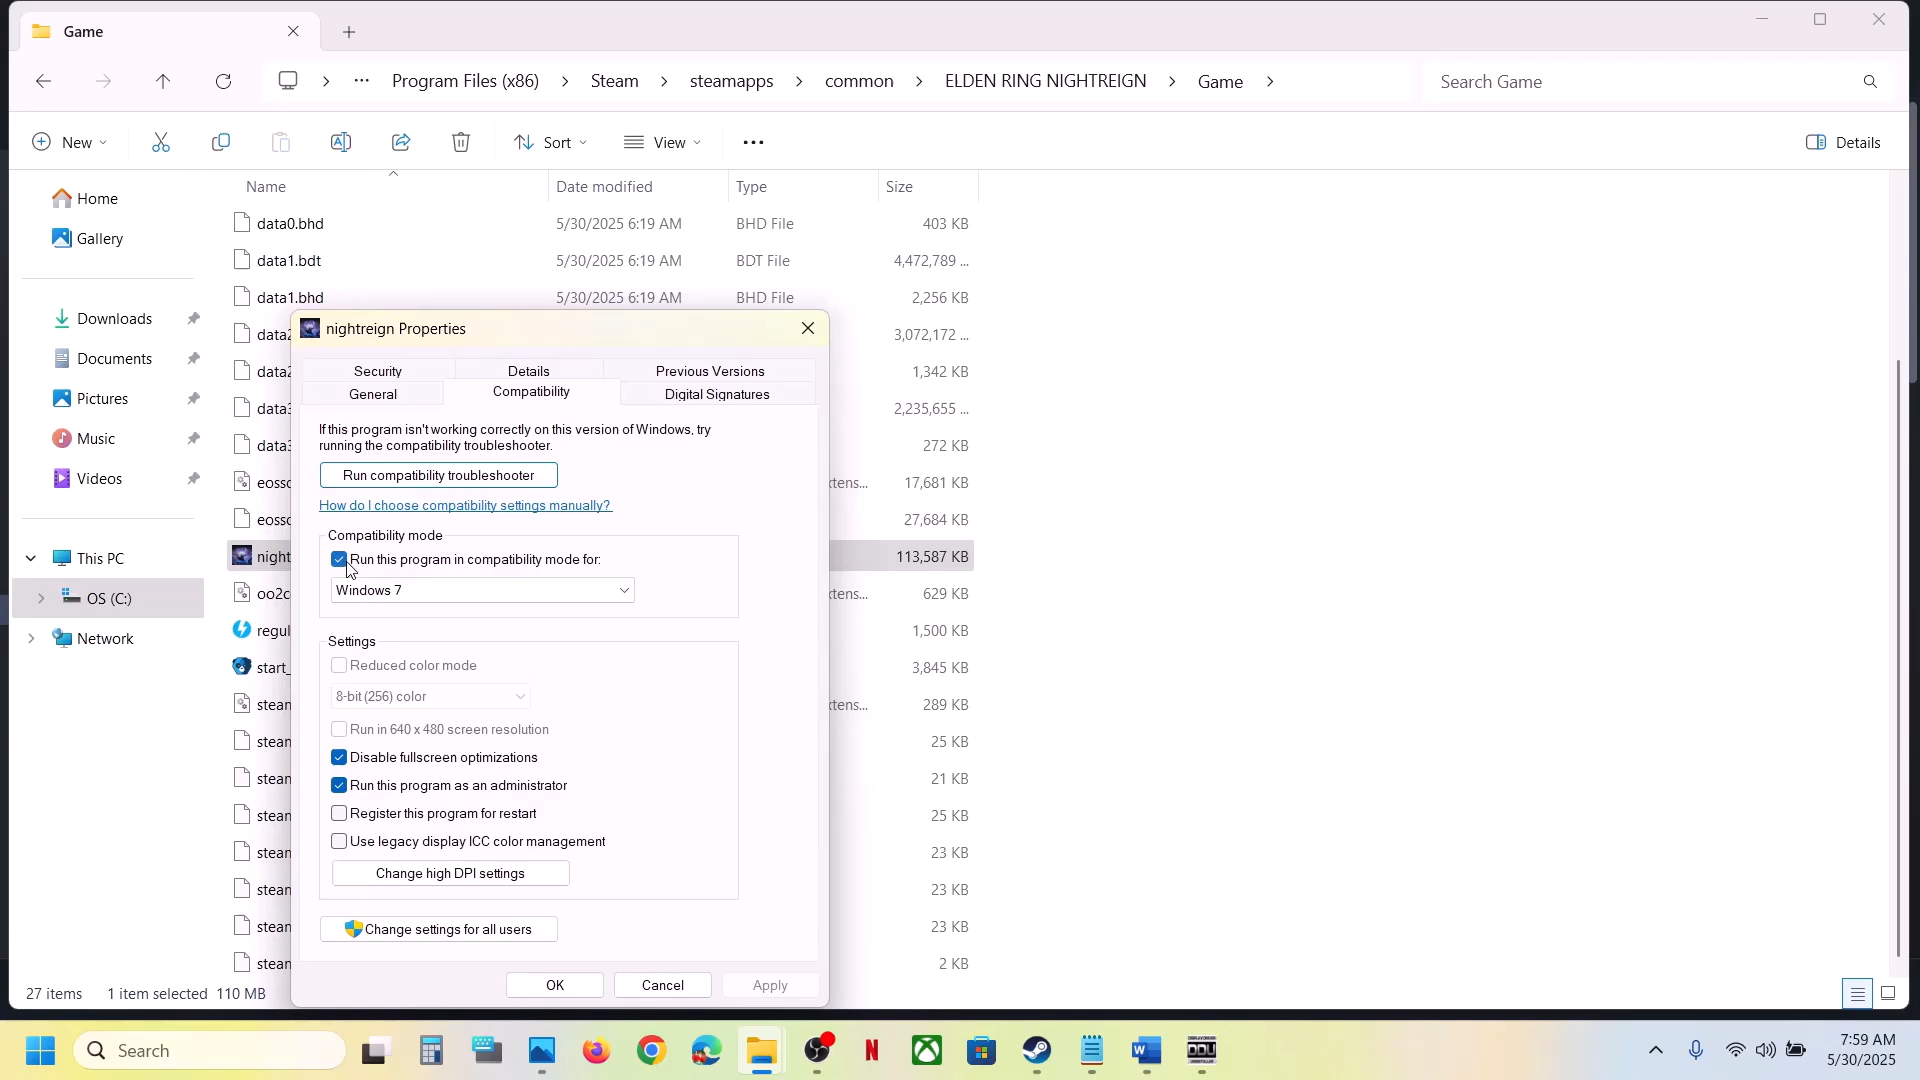 Game
Program Files (x86)
Steam
steamapps
common
ELDEN RING NIGHTREIGN
Game
Search Game
New
Sort
View
Details
Name
Date modified
Type
Size
Home
Gallery
Downloads
Documents
Pictures
Music
Videos
This PC
OS (C:)
Network
data0.bhd 5/30/2025 6:19 AM BHD File 403 KB
data1.bdt 5/30/2025 6:19 AM BDT File 4,472,789 ...
data1.bhd 5/30/2025 6:19 AM BHD File 2,256 KB
3,072,172 ...
1,342 KB
2,235,655 ...
272 KB
17,681 KB
27,684 KB
night 113,587 KB
629 KB
regul 1,500 KB
start_ 3,845 KB
steam 289 KB
25 KB
21 KB
25 KB
23 KB
23 KB
23 KB
2 KB
nightreign Properties
Security
Details
Previous Versions
General
Compatibility
Digital Signatures
If this program isn't working correctly on this version of Windows, try
running the compatibility troubleshooter.
Run compatibility troubleshooter
How do I choose compatibility settings manually?
Compatibility mode
Run this program in compatibility mode for:
Windows 7
Settings
Reduced color mode
8-bit (256) color
Run in 640 x 480 screen resolution
Disable fullscreen optimizations
Run this program as an administrator
Register this program for restart
Use legacy display ICC color management
Change high DPI settings
Change settings for all users
OK
Cancel
Apply
27 items
1 item selected 110 MB
Search
DDU
7:59 AM
5/30/2025